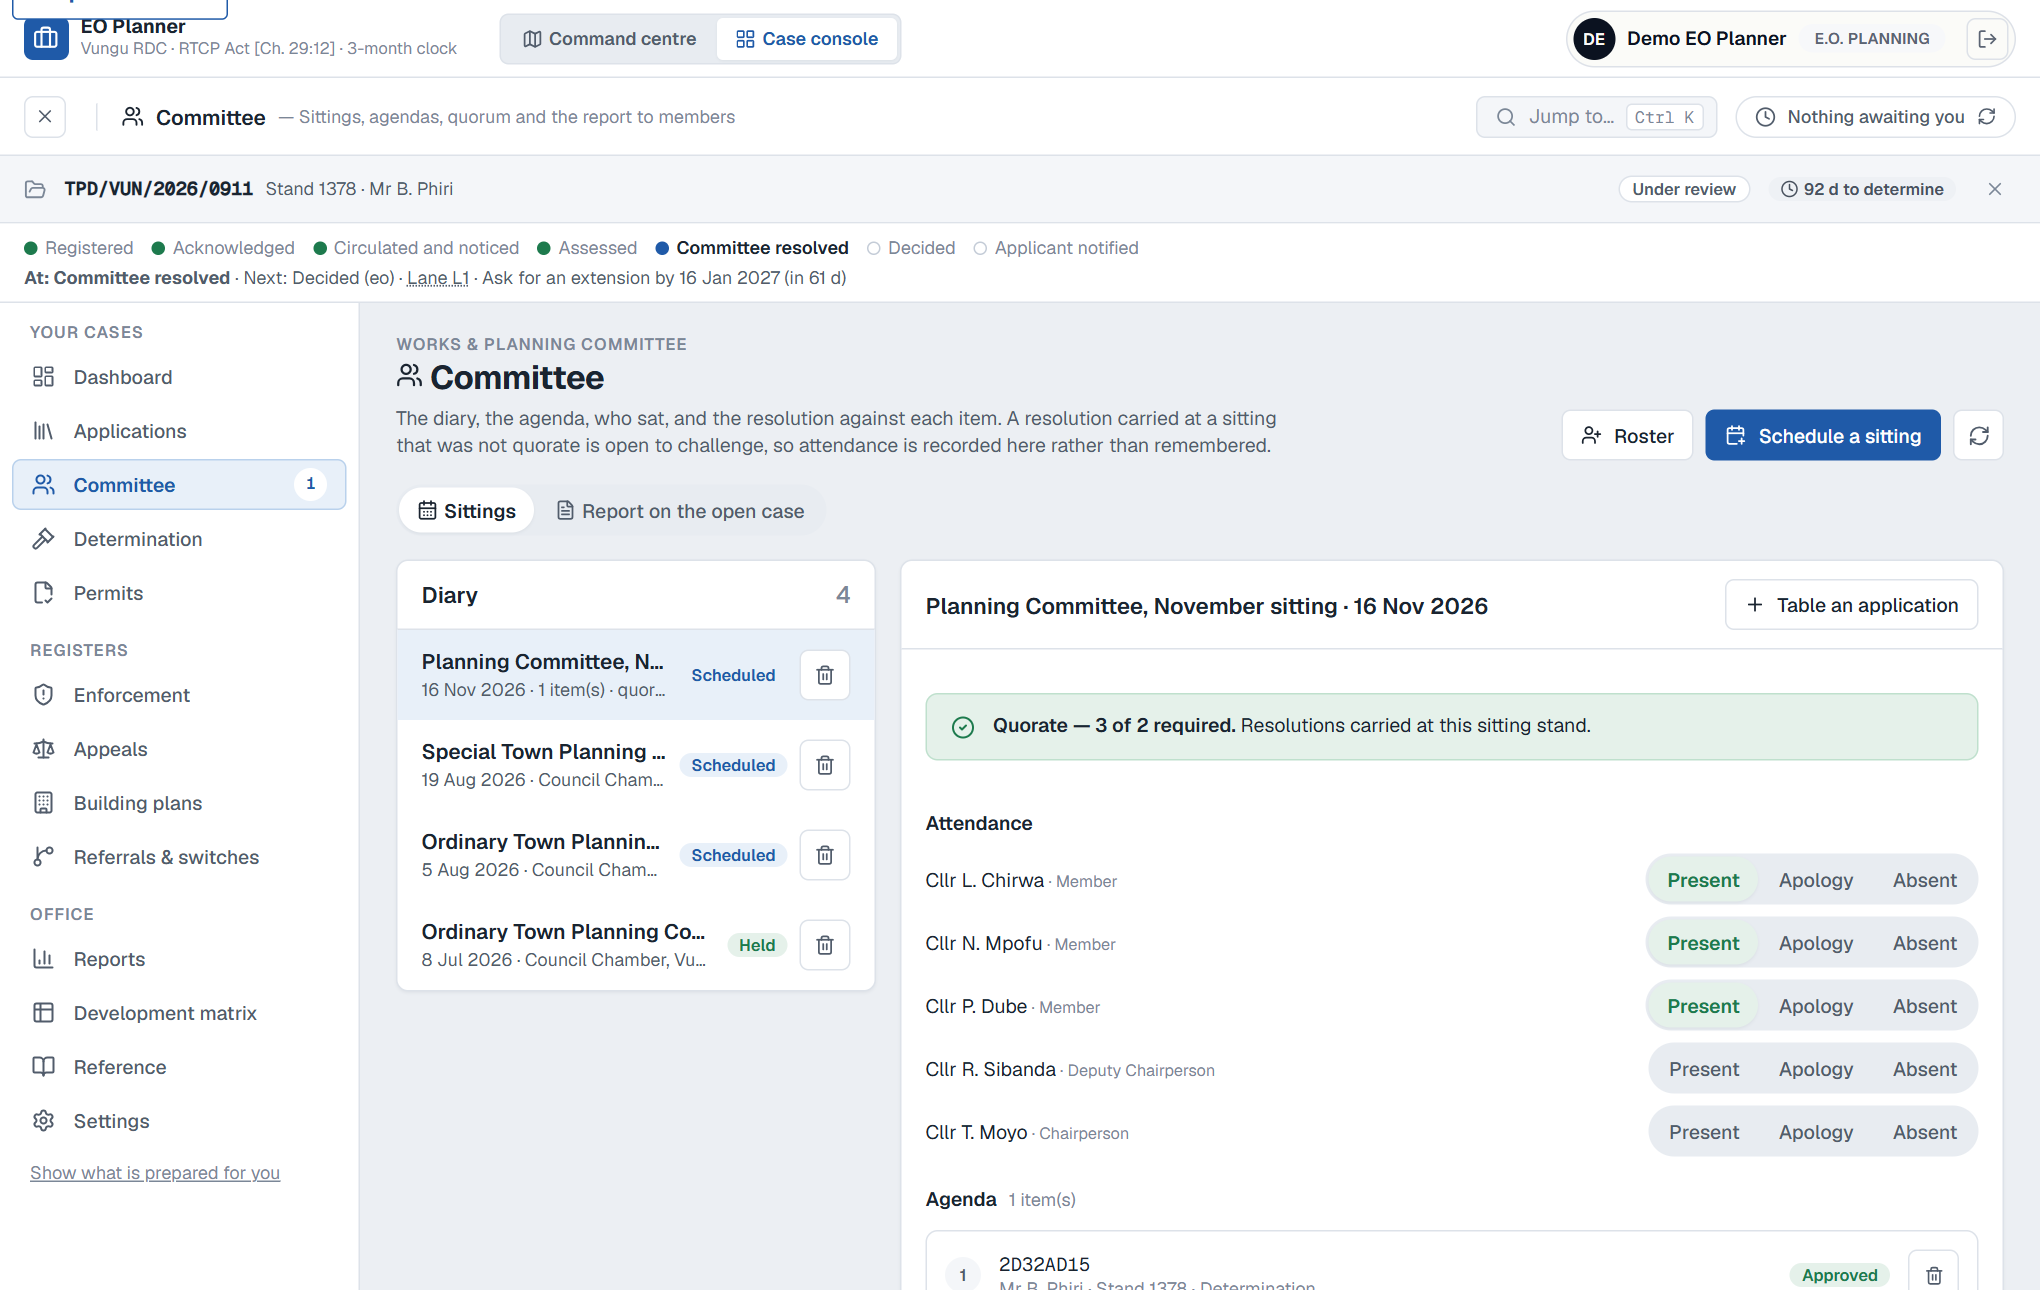 EO Planner
Vungu RDC · RTCP Act [Ch. 29:12] · 3-month clock
Command centre
Case console
DE
Demo EO Planner
E.O. PLANNING
Committee
— Sittings, agendas, quorum and the report to members
Jump to...
Ctrl K
Nothing awaiting you
TPD/VUN/2026/0911
Stand 1378 · Mr B. Phiri
Under review
92 d to determine
Registered
Acknowledged
Circulated and noticed
Assessed
Committee resolved
Decided
Applicant notified
At: Committee resolved · Next: Decided (eo) · Lane L1 · Ask for an extension by 16 Jan 2027 (in 61 d)
YOUR CASES
Dashboard
Applications
Committee
1
Determination
Permits
REGISTERS
Enforcement
Appeals
Building plans
Referrals & switches
OFFICE
Reports
Development matrix
Reference
Settings
Show what is prepared for you
WORKS & PLANNING COMMITTEE
Committee
The diary, the agenda, who sat, and the resolution against each item. A resolution carried at a sitting
that was not quorate is open to challenge, so attendance is recorded here rather than remembered.
Roster
Schedule a sitting
Sittings
Report on the open case
Diary
4
Planning Committee, N...
16 Nov 2026 · 1 item(s) · quor...
Scheduled
Special Town Planning ...
19 Aug 2026 · Council Cham...
Scheduled
Ordinary Town Plannin...
5 Aug 2026 · Council Cham...
Scheduled
Ordinary Town Planning Co...
8 Jul 2026 · Council Chamber, Vu...
Held
Planning Committee, November sitting · 16 Nov 2026
Table an application
Quorate — 3 of 2 required. Resolutions carried at this sitting stand.
Attendance
Cllr L. Chirwa · Member
Present
Apology
Absent
Cllr N. Mpofu · Member
Present
Apology
Absent
Cllr P. Dube · Member
Present
Apology
Absent
Cllr R. Sibanda · Deputy Chairperson
Present
Apology
Absent
Cllr T. Moyo · Chairperson
Present
Apology
Absent
Agenda
1 item(s)
1
2D32AD15
Mr B. Phiri · Stand 1378 · Determination
Approved